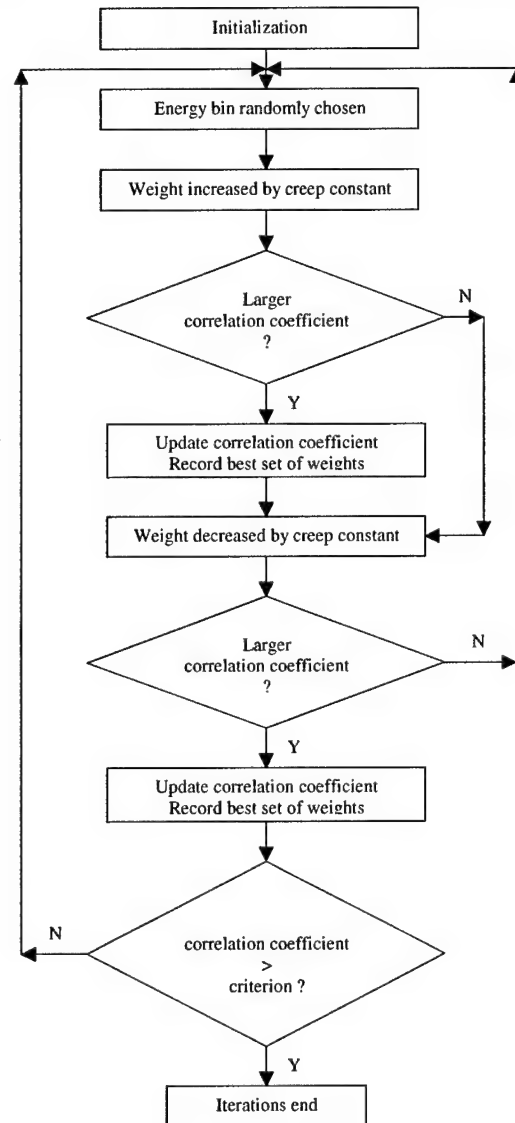 Initialization
Energy bin randomly chosen
Weight increased by creep constant
Larger
correlation coefficient
?
N
Y
Update correlation coefficient
Record best set of weights
Weight decreased by creep constant
Larger
correlation coefficient
?
N
Y
Update correlation coefficient
Record best set of weights
N
correlation coefficient
>
criterion ?
Y
Iterations end